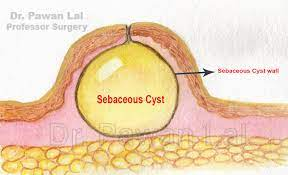 Dr. Pawan Lal
Professor Surgery
Sebaceous Cyst wall
Sebaceous Cyst
Dr. Pawan Lal